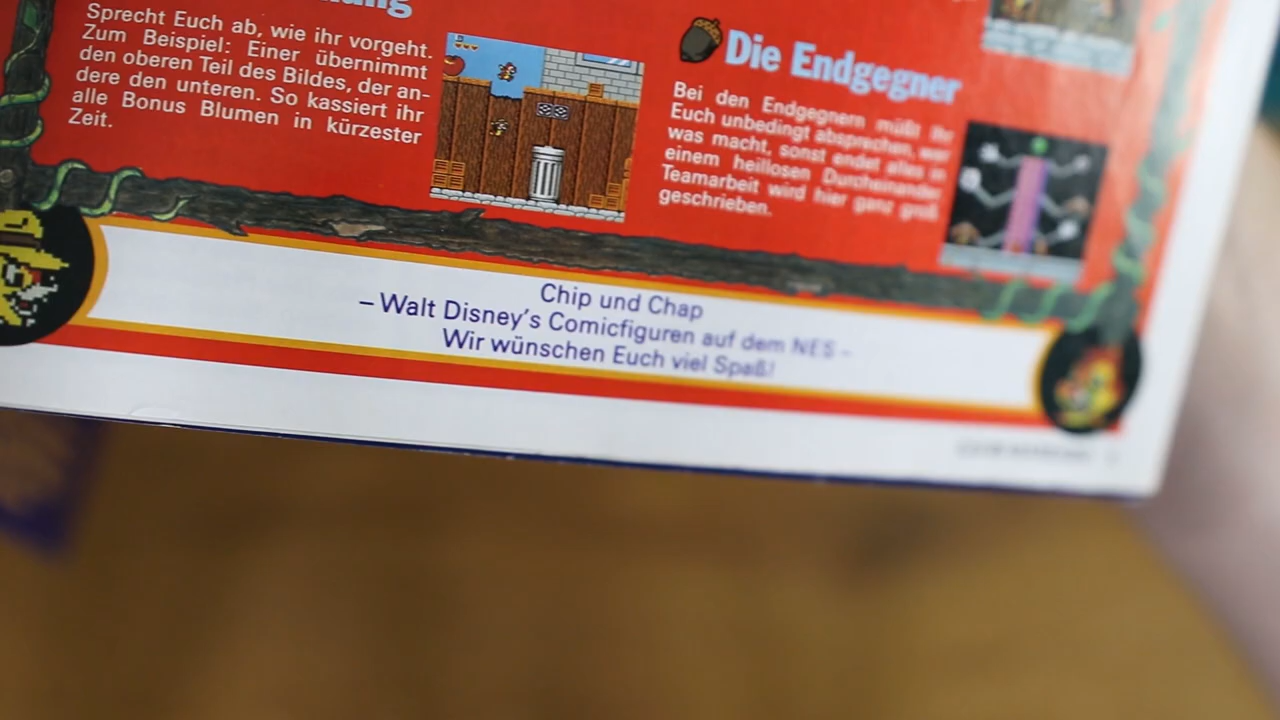 Sprecht Euch ab, wie ihr vorgeht.
Zum Beispiel: Einer übernimmt
den oberen Teil des Bildes, der an-
dere den unteren. So kassiert ihr
alle Bonus Blumen in kürzester
Zeit.
Die Endgegner
Bei den Endgegnern müßt Ihr
Euch unbedingt absprechen, wer
was macht, sonst endet alles in
einem heillosen Durcheinander.
Teamarbeit wird hier ganz groß
geschrieben.
Chip und Chap
– Walt Disney's Comicfiguren auf dem NES –
Wir wünschen Euch viel Spaß!